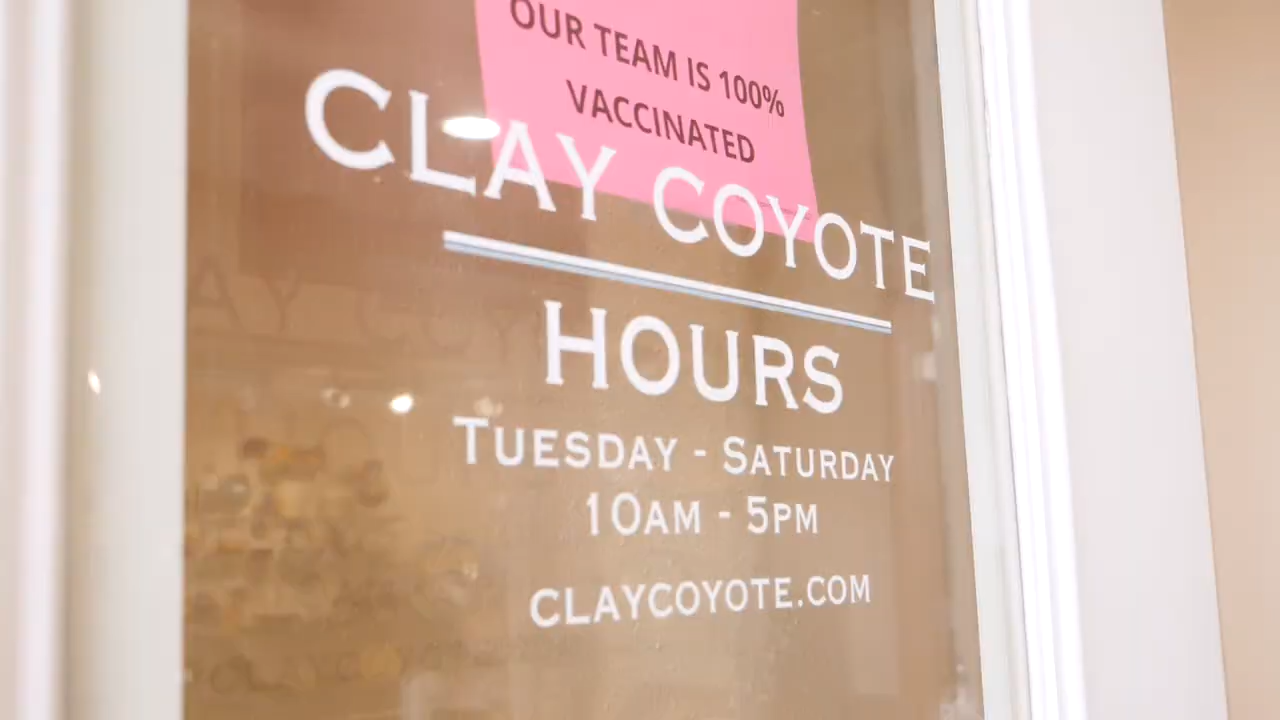 OUR TEAM IS 100%
VACCINATED
CLAY COYOTE
HOURS
TUESDAY - SATURDAY
10AM - 5PM
CLAYCOYOTE.COM